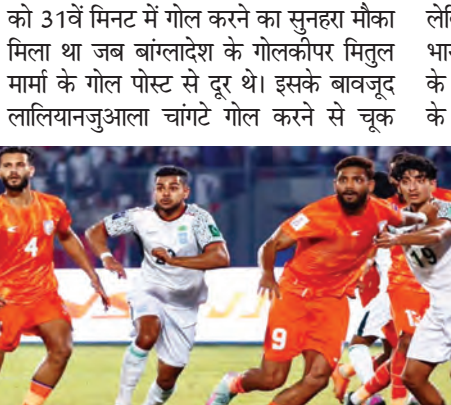 को 31वें मिनट में गोल करने का सुनहरा मौका
मिला था जब बांग्लादेश के गोलकीपर मितुल
मार्मा के गोल पोस्ट से दूर थे। इसके बावजूद
लालियानजुआला चांगटे गोल करने से चूक
के
के
4
9
19